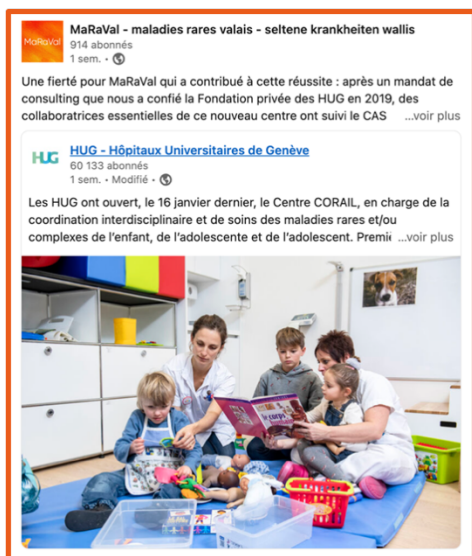 MaRaVal
MaRaVal - maladies rares valais - seltene krankheiten wallis
914 abonnés
1 sem. •
Une fierté pour MaRaVal qui a contribué à cette réussite : après un mandat de
consulting que nous a confié la Fondation privée des HUG en 2019, des
collaboratrices essentielles de ce nouveau centre ont suivi le CAS ...voir plus
HUG
HUG - Hôpitaux Universitaires de Genève
60 133 abonnés
1 sem. • Modifié •
Les HUG ont ouvert, le 16 janvier dernier, le Centre CORAIL, en charge de la
coordination interdisciplinaire et de soins des maladies rares et/ou
complexes de l'enfant, de l'adolescente et de l'adolescent. Premiè ...voir plus
le corps